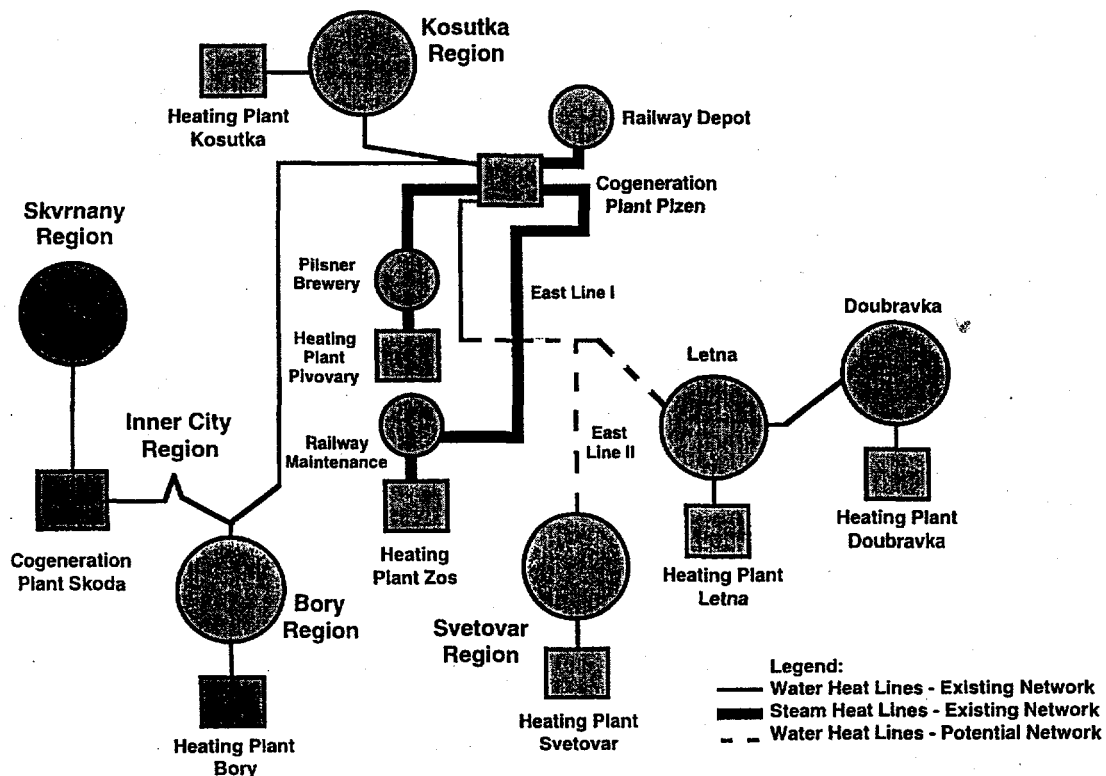 Kosutka
Region
Heating Plant
Kosutka
Railway Depot
Cogeneration
Plant Plzen
Skvrnany
Region
Pilsner
Brewery
East Line I
Doubravka
Heating
Plant
Pivovary
Letna
Inner City
Region
Railway
Maintenance
East
Line II
Heating Plant
Doubravka
Cogeneration
Plant Skoda
Heating
Plant Zos
Heating Plant
Letna
Bory
Region
Svetovar
Region
Heating Plant
Bory
Heating Plant
Svetovar
Legend:
Water Heat Lines - Existing Network
Steam Heat Lines - Existing Network
Water Heat Lines - Potential Network